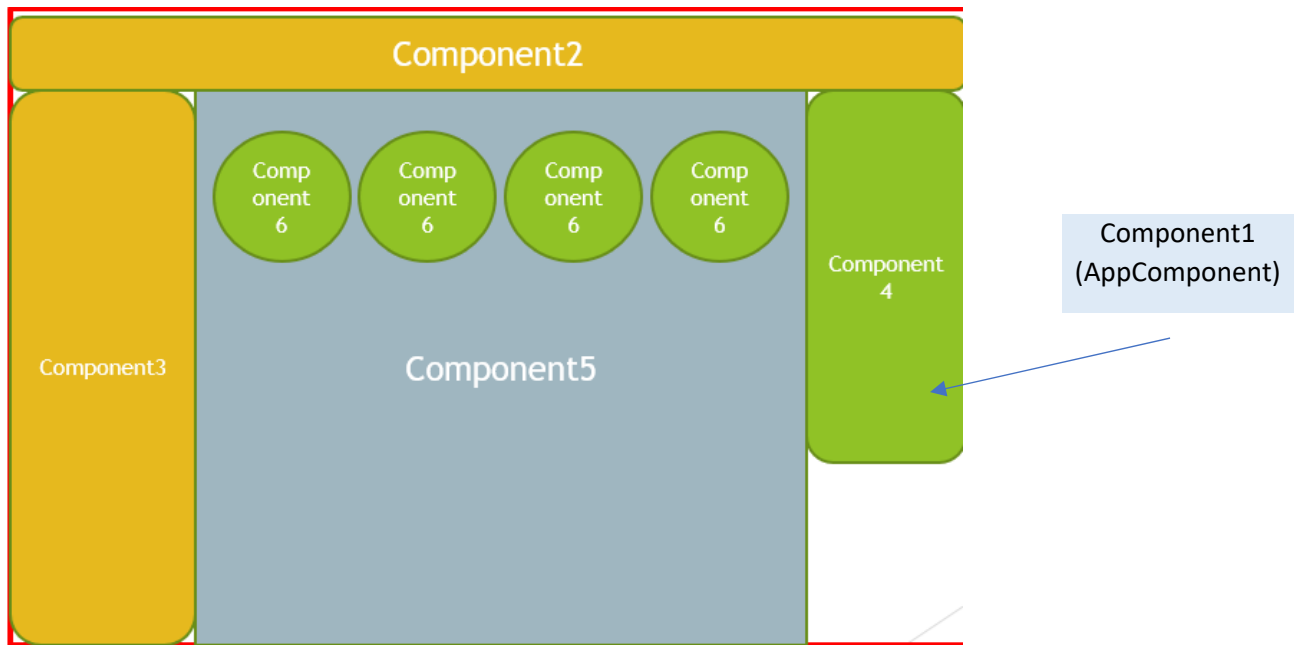 Component2
Comp
onent
6
Comp
onent
6
Comp
onent
6
Comp
onent
6
Component3
Component5
Component
4
Component1
(AppComponent)